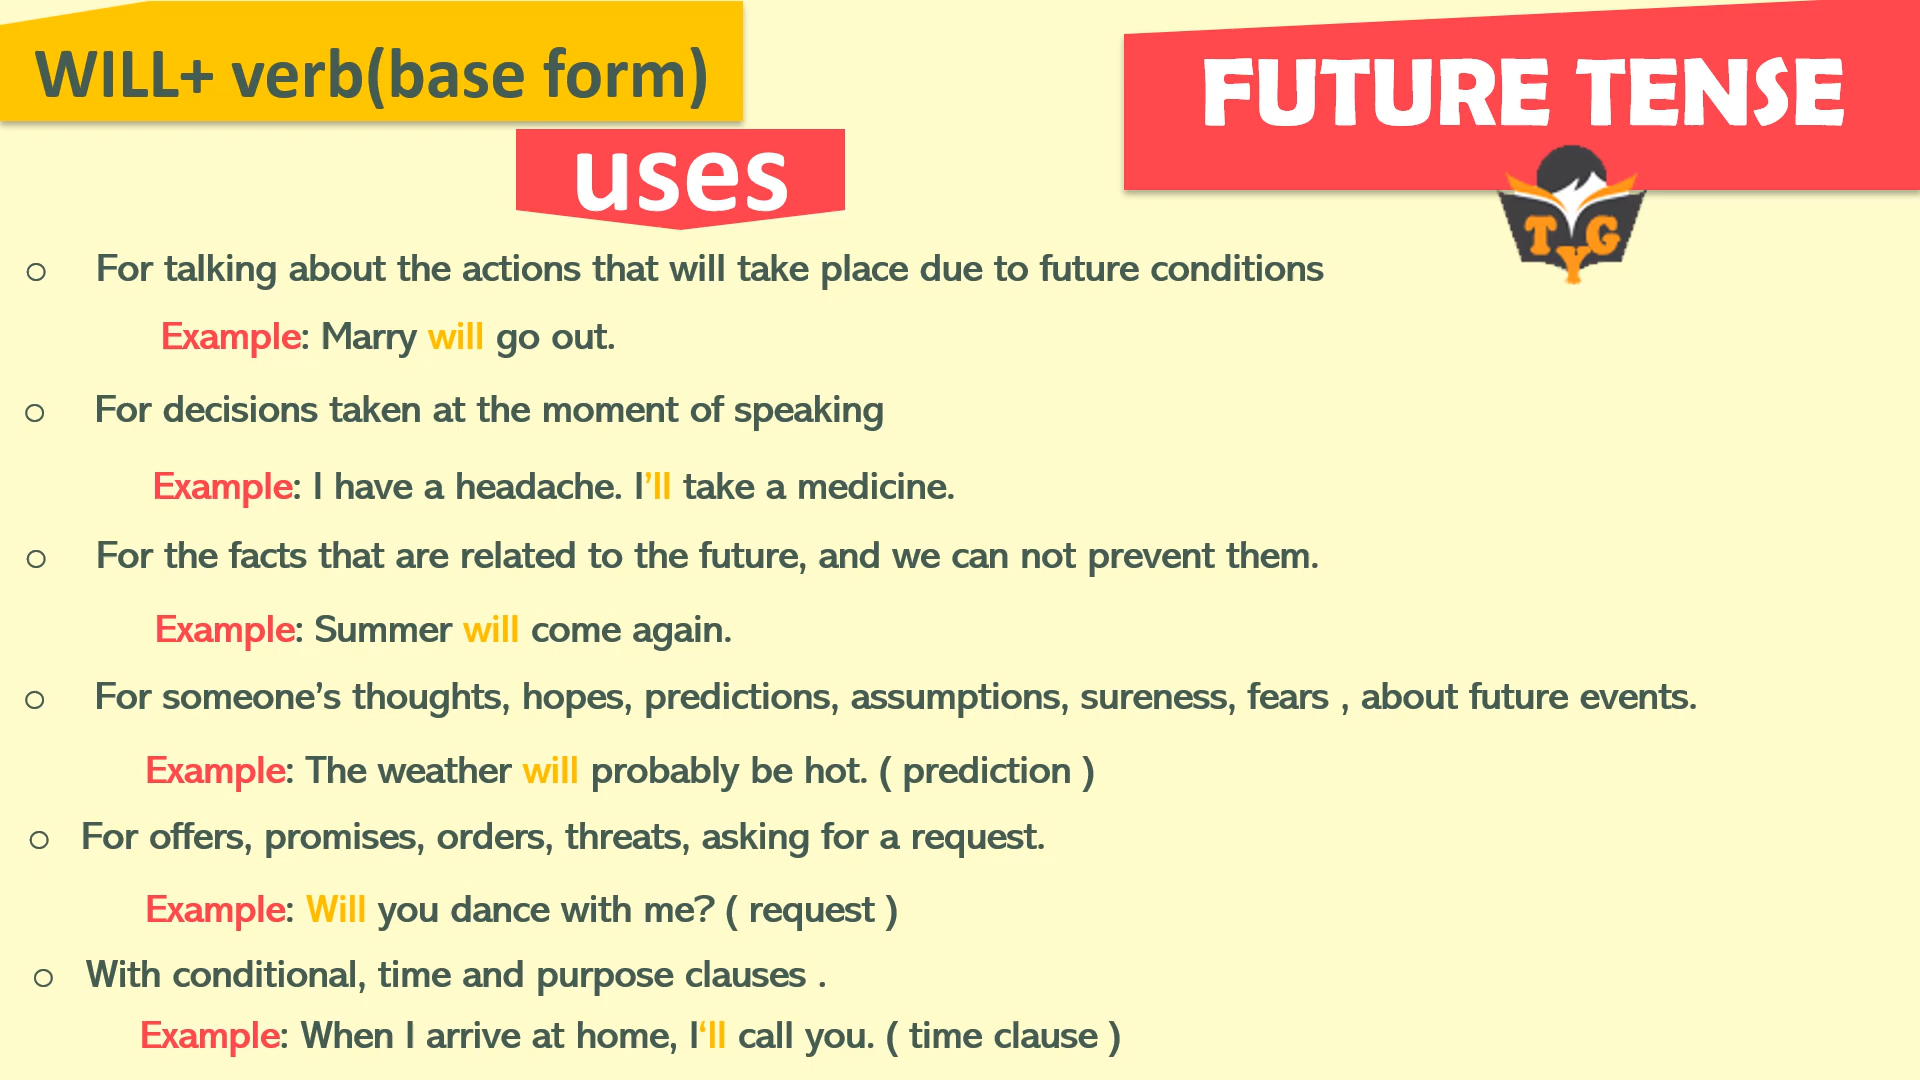 WILL+ verb(base form)
FUTURE TENSE
uses
TYG
o For talking about the actions that will take place due to future conditions
Example: Marry will go out.
o For decisions taken at the moment of speaking
Example: I have a headache. I’ll take a medicine.
o For the facts that are related to the future, and we can not prevent them.
Example: Summer will come again.
o For someone’s thoughts, hopes, predictions, assumptions, sureness, fears , about future events.
Example: The weather will probably be hot. ( prediction )
o For offers, promises, orders, threats, asking for a request.
Example: Will you dance with me? ( request )
o With conditional, time and purpose clauses .
Example: When I arrive at home, I‘ll call you. ( time clause )